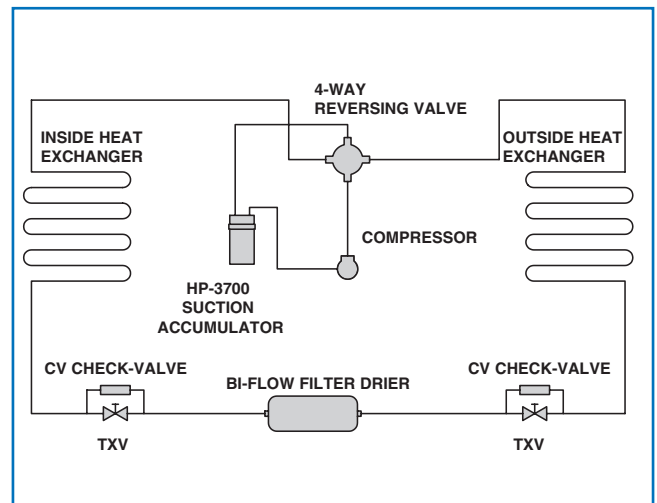 4-WAY
REVERSING VALVE
INSIDE HEAT
EXCHANGER
OUTSIDE HEAT
EXCHANGER
COMPRESSOR
HP-3700
SUCTION
ACCUMULATOR
CV CHECK-VALVE
BI-FLOW FILTER DRIER
CV CHECK-VALVE
TXV
TXV